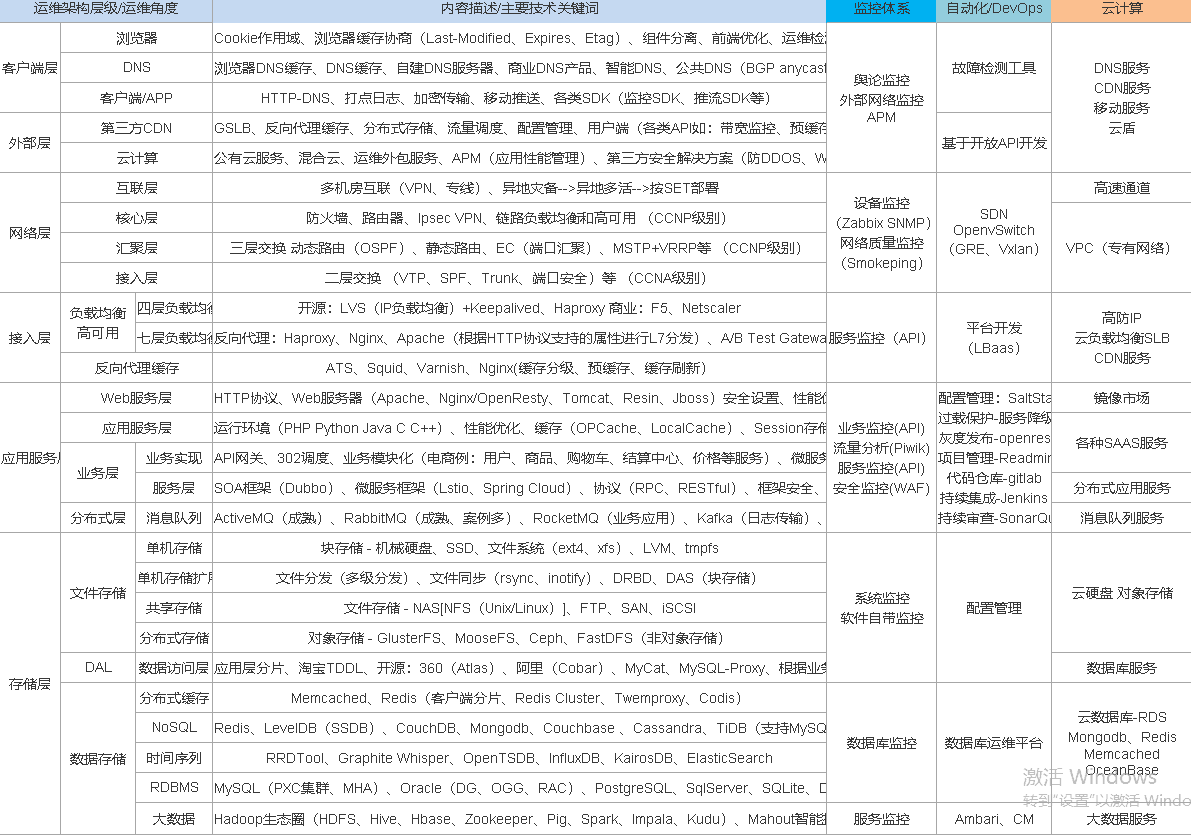 运维架构层级/运维角度 内容描述/主要技术关键词 监控体系 自动化/DevOps 云计算
客户端层
浏览器 Cookie作用域、浏览器缓存协商（Last-Modified、Expires、Etag）、组件分离、前端优化、运维检
DNS 浏览器DNS缓存、DNS缓存、自建DNS服务器、商业DNS产品、智能DNS、公共DNS（BGP anycast
客户端/APP HTTP-DNS、打点日志、加密传输、移动推送、各类SDK（监控SDK、推流SDK等）
外部层
第三方CDN GSLB、反向代理缓存、分布式存储、流量调度、配置管理、用户端（各类API如：带宽监控、预缓存
云计算 公有云服务、混合云、运维外包服务、APM（应用性能管理）、第三方安全解决方案（防DDOS、W
舆论监控
外部网络监控
APM
故障检测工具
基于开放API开发
DNS服务
CDN服务
移动服务
云盾
网络层
互联层 多机房互联（VPN、专线）、异地灾备-->异地多活-->按SET部署
核心层 防火墙、路由器、Ipsec VPN、链路负载均衡和高可用 （CCNP级别）
汇聚层 三层交换 动态路由（OSPF）、静态路由、EC（端口汇聚）、MSTP+VRRP等 （CCNP级别）
接入层 二层交换 （VTP、SPF、Trunk、端口安全）等 （CCNA级别）
设备监控
（Zabbix SNMP）
网络质量监控
（Smokeping）
SDN
OpenvSwitch
（GRE、Vxlan）
高速通道
VPC（专有网络）
接入层
负载均衡
高可用
四层负载均衡 开源：LVS（IP负载均衡）+Keepalived、Haproxy 商业：F5、Netscaler
七层负载均衡 反向代理：Haproxy、Nginx、Apache（根据HTTP协议支持的属性进行L7分发）、A/B Test Gatewa
反向代理缓存 ATS、Squid、Varnish、Nginx(缓存分级、预缓存、缓存刷新）
服务监控（API）
平台开发
（LBaas）
高防IP
云负载均衡SLB
CDN服务
应用服务
Web服务层 HTTP协议、Web服务器（Apache、Nginx/OpenResty、Tomcat、Resin、Jboss）安全设置、性能优
应用服务层 运行环境（PHP Python Java C C++）、性能优化、缓存（OPCache、LocalCache）、Session存储
业务层
业务实现 API网关、302调度、业务模块化（电商例：用户、商品、购物车、结算中心、价格等服务）、微服务
服务层 SOA框架（Dubbo）、微服务框架（Lstio、Spring Cloud）、协议（RPC、RESTful）、框架安全、
分布式层 消息队列 ActiveMQ（成熟）、RabbitMQ（成熟、案例多）、RocketMQ（业务应用）、Kafka（日志传输）、
业务监控(API)
流量分析(Piwik)
服务监控(API)
安全监控(WAF)
配置管理：SaltSta
过载保护-服务降级
灰度发布-openres
项目管理-Readmin
代码仓库-gitlab
持续集成-Jenkins
持续审查-SonarQu
镜像市场
各种SAAS服务
分布式应用服务
消息队列服务
存储层
文件存储
单机存储 块存储 - 机械硬盘、SSD、文件系统（ext4、xfs）、LVM、tmpfs
单机存储扩展 文件分发（多级分发）、文件同步（rsync、inotify）、DRBD、DAS（块存储）
共享存储 文件存储 - NAS[NFS（Unix/Linux）]、FTP、SAN、iSCSI
分布式存储 对象存储 - GlusterFS、MooseFS、Ceph、FastDFS（非对象存储）
DAL 数据访问层 应用层分片、淘宝TDDL、开源：360（Atlas）、阿里（Cobar）、MyCat、MySQL-Proxy、根据业务
系统监控
软件自带监控
配置管理
云硬盘 对象存储
数据库服务
数据存储
分布式缓存 Memcached、Redis（客户端分片、Redis Cluster、Twemproxy、Codis）
NoSQL Redis、LevelDB（SSDB）、CouchDB、Mongodb、Couchbase 、Cassandra、TiDB（支持MySQ
时间序列 RRDTool、Graphite Whisper、OpenTSDB、InfluxDB、KairosDB、ElasticSearch
RDBMS MySQL（PXC集群、MHA）、Oracle（DG、OGG、RAC）、PostgreSQL、SqlServer、SQLite、D
大数据 Hadoop生态圈（HDFS、Hive、Hbase、Zookeeper、Pig、Spark、Impala、Kudu）、Mahout智能
数据库监控
数据库运维平台
云数据库-RDS
Mongodb、Redis
Memcached
OceanBase
服务监控 Ambari、CM 大数据服务
激活 Windows
转到"设置"以激活 Windo